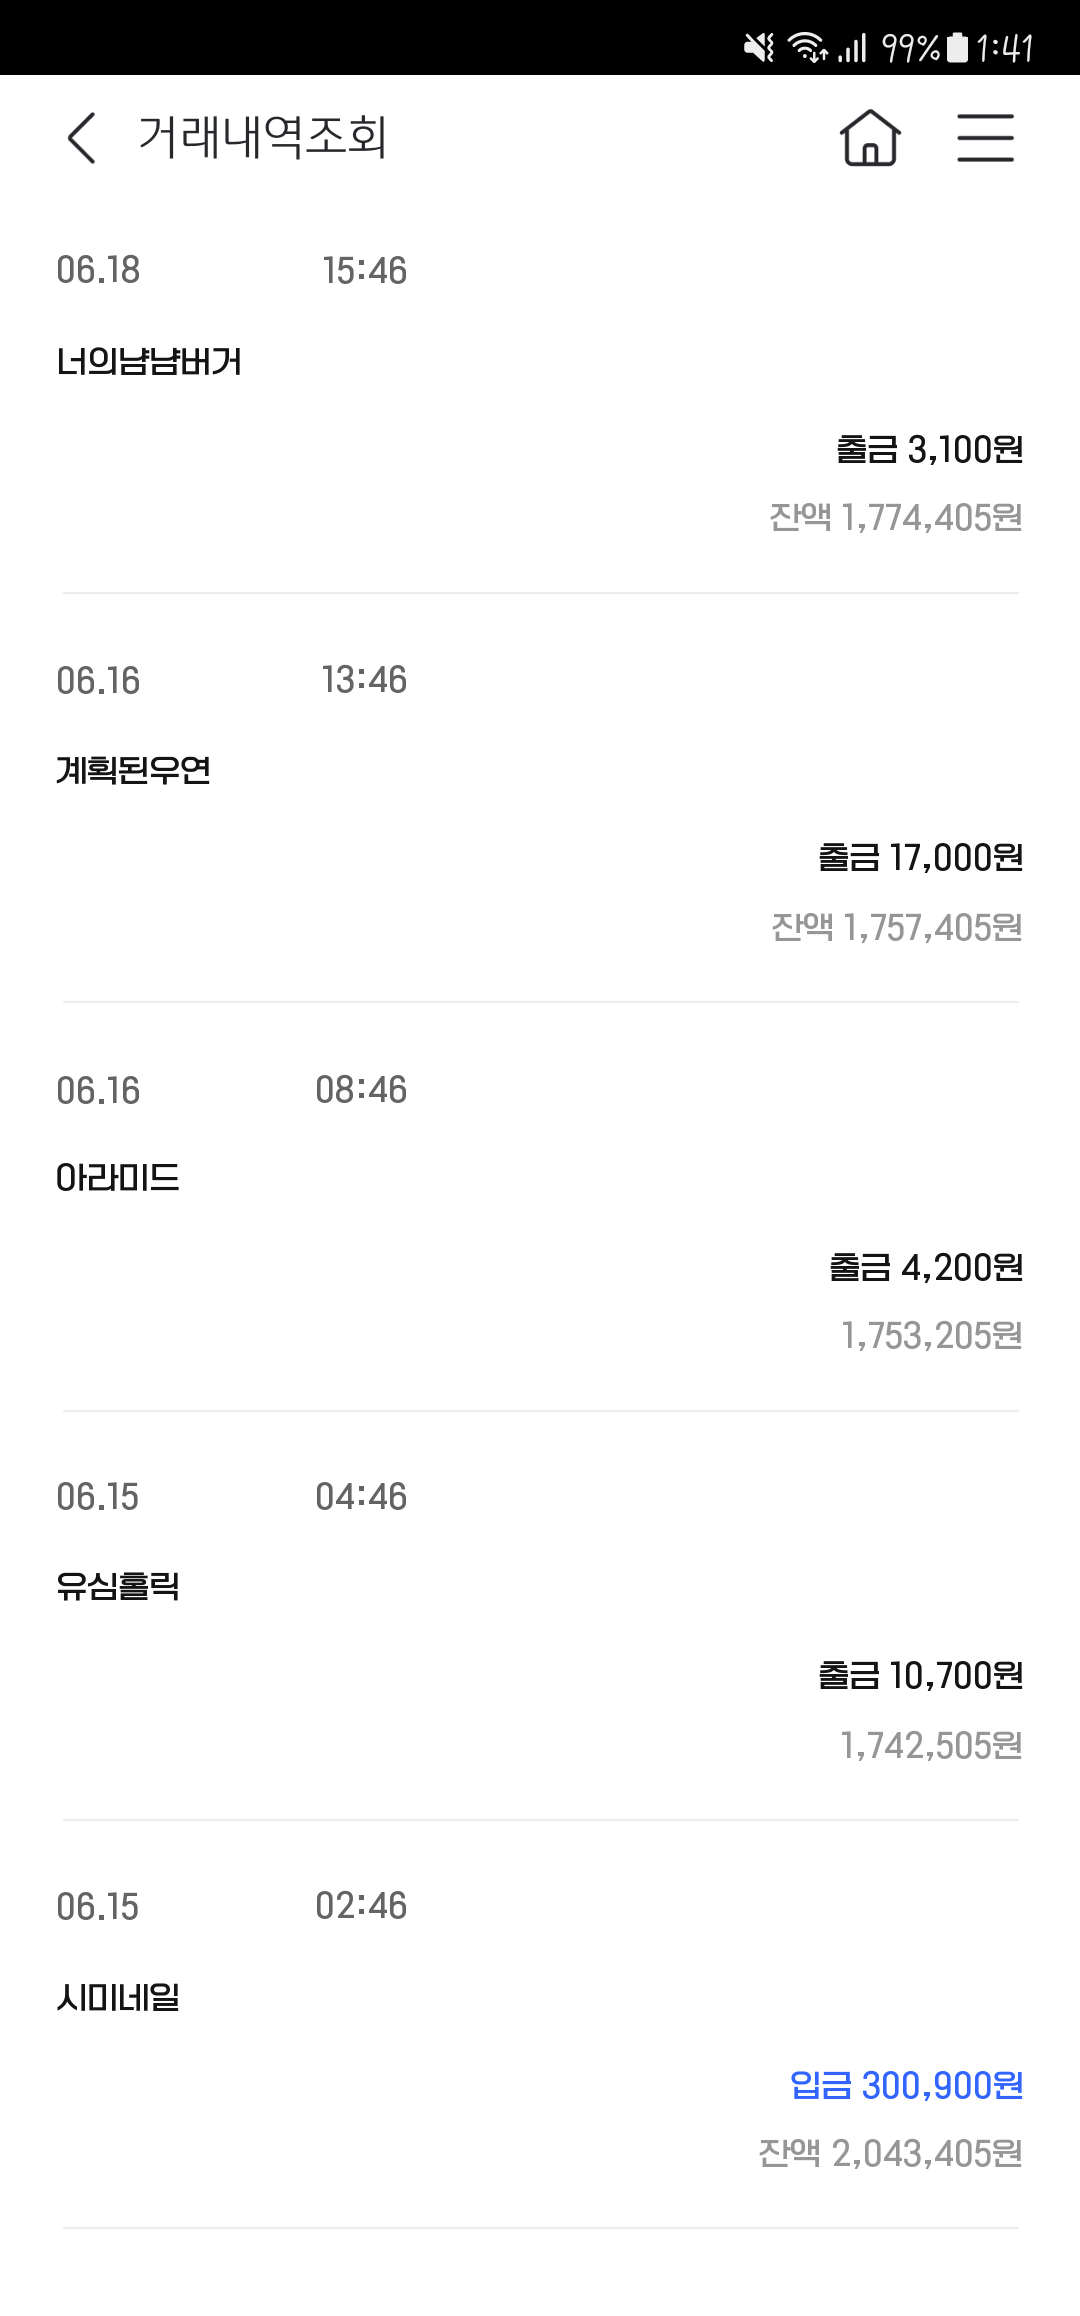 99% 1:41
거래내역조회
06.18 15:46
너의냠냠버거
출금 3,100원
잔액 1,774,405원
06.16 13:46
계획된우연
출금 17,000원
잔액 1,757,405원
06.16 08:46
아라미드
출금 4,200원
1,753,205원
06.15 04:46
유심홀릭
출금 10,700원
1,742,505원
06.15 02:46
시미네일
입금 300,900원
잔액 2,043,405원